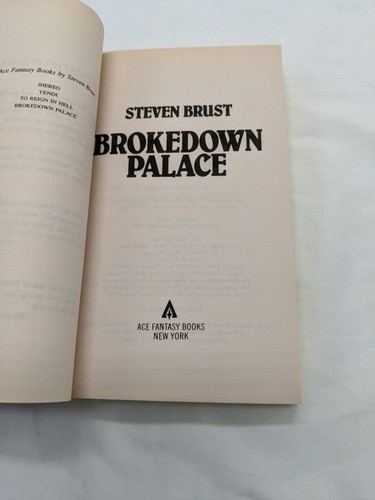 Ace Fantasy Books by Steven Brust
JHEREG
YENDI
TO REIGN IN HELL
BROKEDOWN PALACE
STEVEN BRUST
BROKEDOWN
PALACE
ACE FANTASY BOOKS
NEW YORK